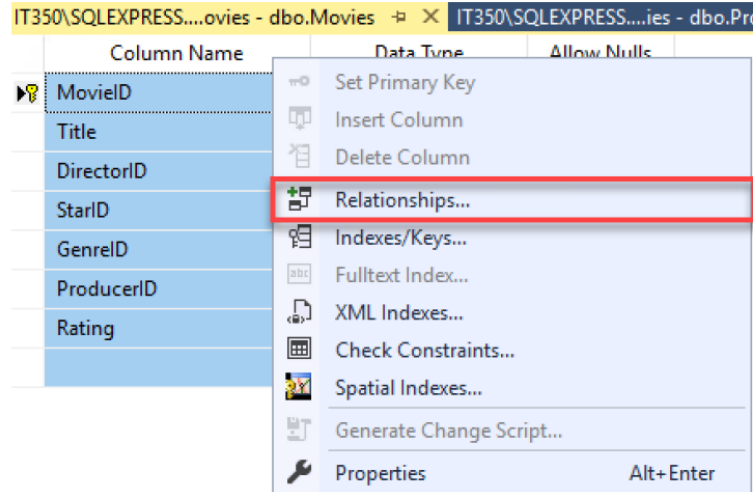 IT350\SQLEXPRESS....ovies - dbo.Movies IT350\SQLEXPRESS....ies - dbo.Pro
Column Name Data Type Allow Nulls
MovieID
Title
DirectorID
StarID
GenreID
ProducerID
Rating
Set Primary Key
Insert Column
Delete Column
Relationships...
Indexes/Keys...
Fulltext Index...
XML Indexes...
Check Constraints...
Spatial Indexes...
Generate Change Script...
Properties Alt+Enter